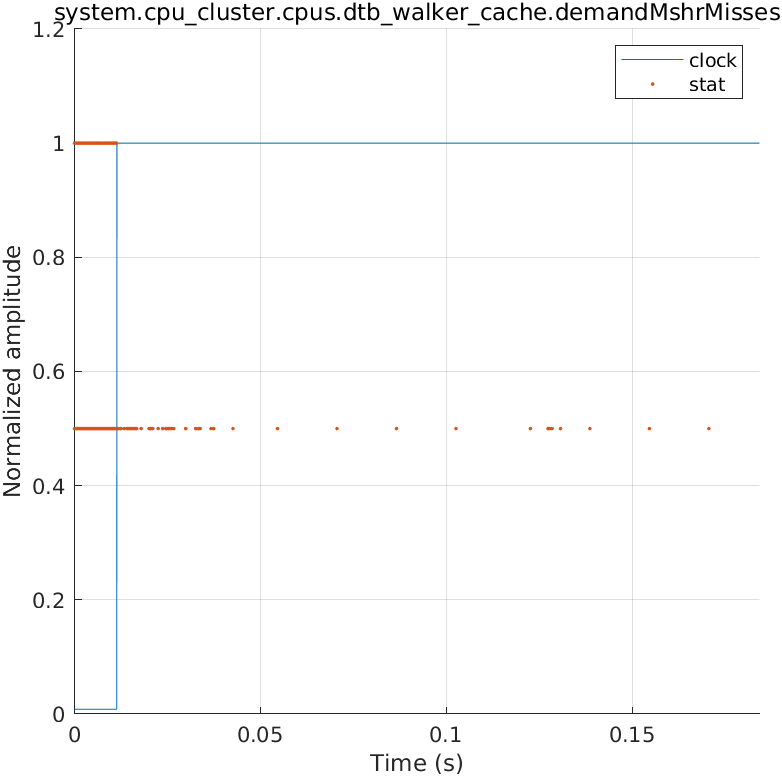 system.cpu_cluster.cpus.dtb_walker_cache.demandMshrMisses
clock
stat
Normalized amplitude
1.2
1
0.8
0.6
0.4
0.2
0
0
0.05
0.1
0.15
Time (s)